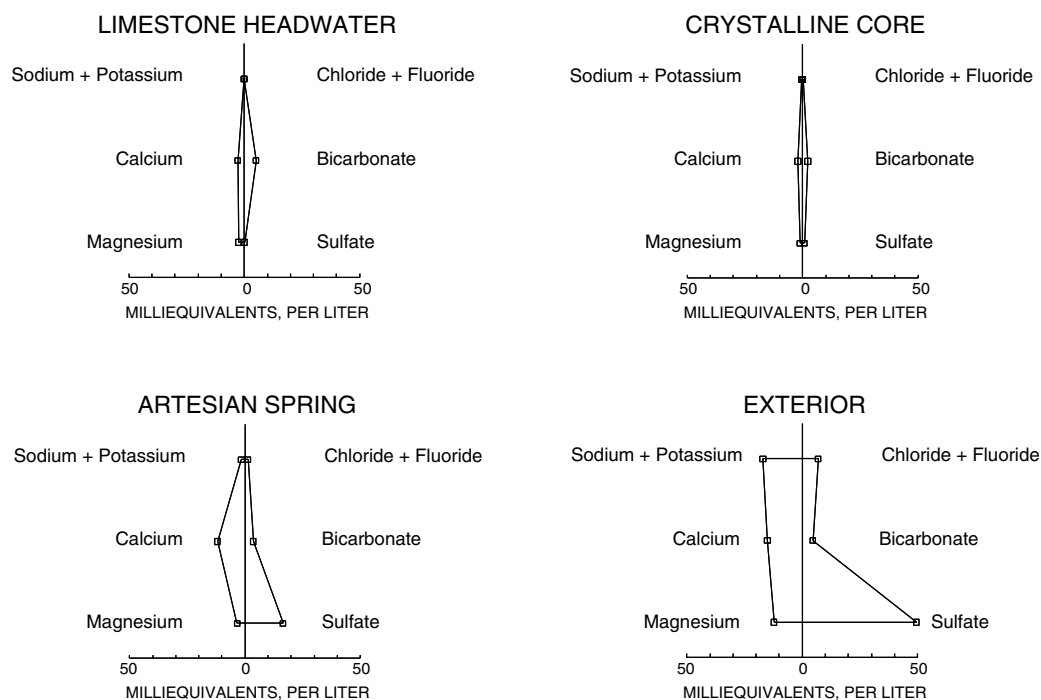 LIMESTONE HEADWATER
Sodium + Potassium
Chloride + Fluoride
Calcium
Bicarbonate
Magnesium
Sulfate
50 0 50
MILLIEQUIVALENTS, PER LITER
CRYSTALLINE CORE
Sodium + Potassium
Chloride + Fluoride
Calcium
Bicarbonate
Magnesium
Sulfate
50 0 50
MILLIEQUIVALENTS, PER LITER
ARTESIAN SPRING
Sodium + Potassium
Chloride + Fluoride
Calcium
Bicarbonate
Magnesium
Sulfate
50 0 50
MILLIEQUIVALENTS, PER LITER
EXTERIOR
Sodium + Potassium
Chloride + Fluoride
Calcium
Bicarbonate
Magnesium
Sulfate
50 0 50
MILLIEQUIVALENTS, PER LITER